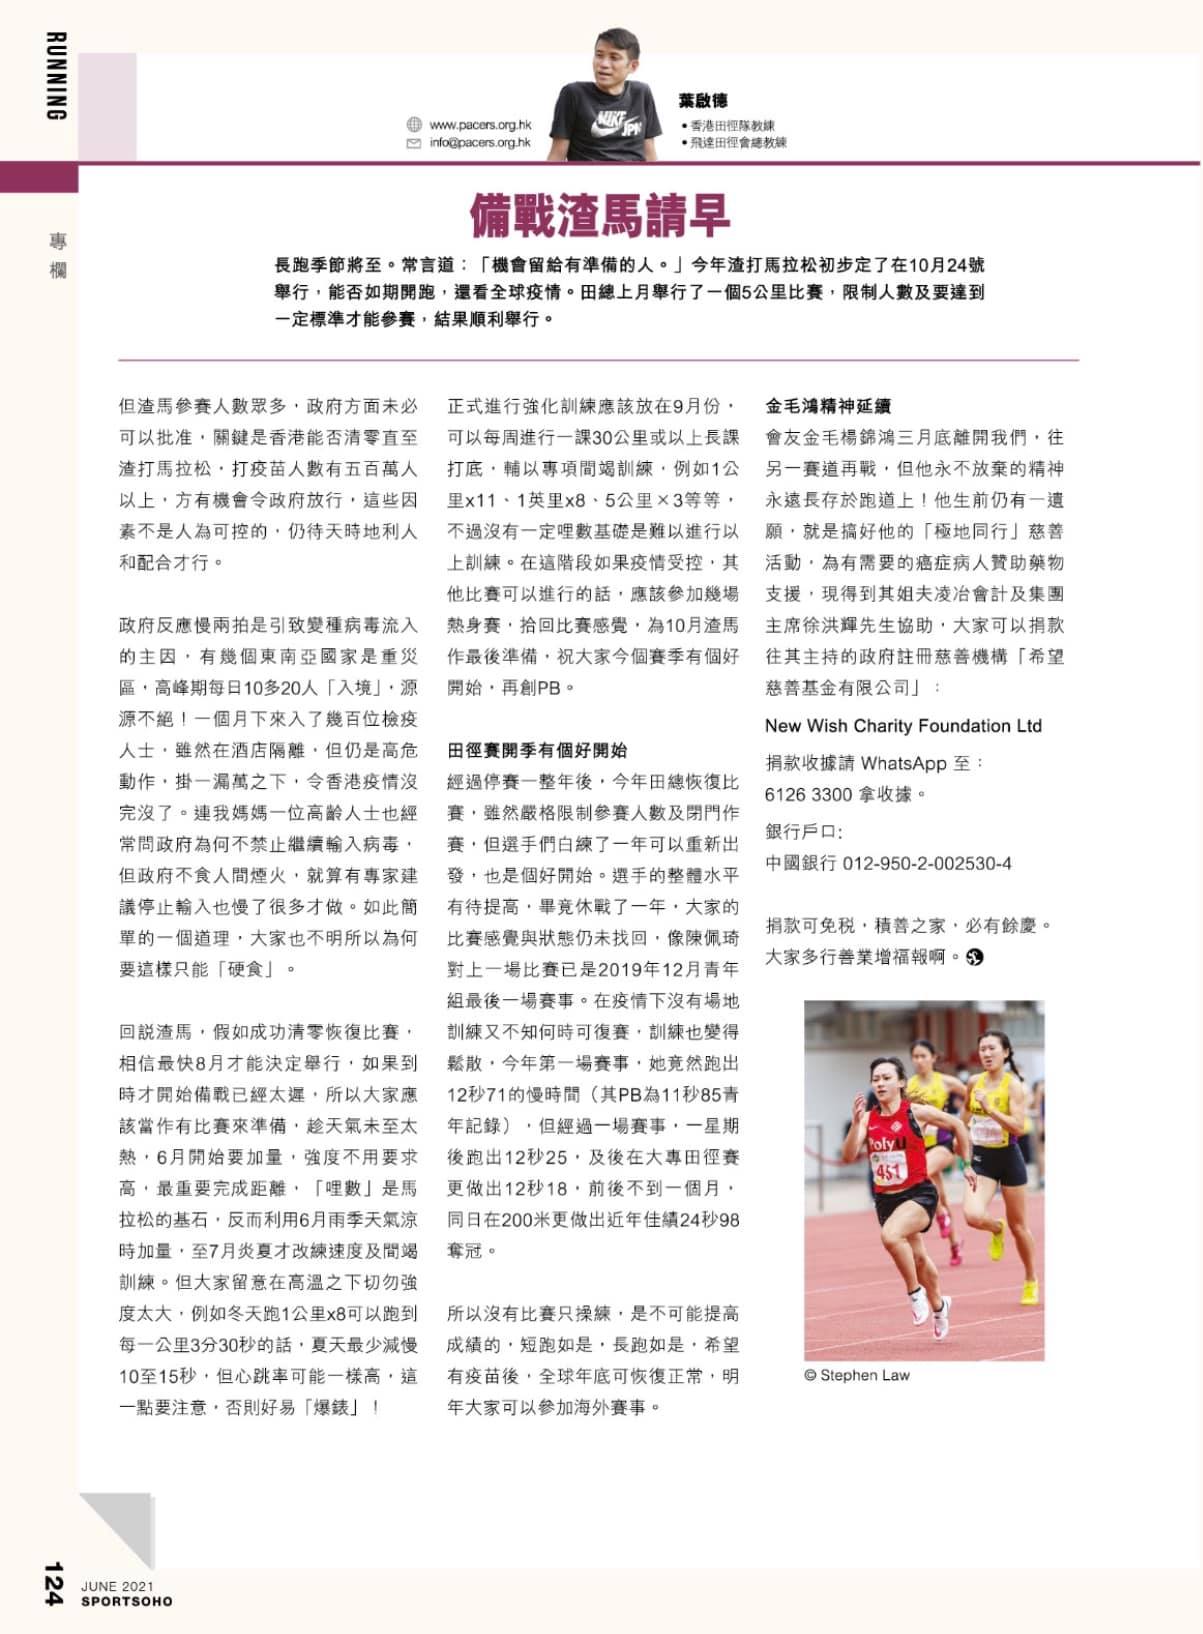 RUNNING
專欄
www.pacers.org.hk
info@pacers.org.hk
NIKE
JPN
葉啟德
• 香港田徑隊教練
• 飛達田徑會總教練
備戰渣馬請早
長跑季節將至。常言道：「機會留給有準備的人。」今年渣打馬拉松初步定了在10月24號
舉行，能否如期開跑，還看全球疫情。田總上月舉行了一個5公里比賽，限制人數及要達到
一定標準才能參賽，結果順利舉行。
但渣馬參賽人數眾多，政府方面未必
可以批准，關鍵是香港能否清零直至
渣打馬拉松，打疫苗人數有五百萬人
以上，方有機會令政府放行，這些因
素不是人為可控的，仍待天時地利人
和配合才行。
政府反應慢兩拍是引致變種病毒流入
的主因，有幾個東南亞國家是重災
區，高峰期每日10多20人「入境」，源
源不絕！一個月下來入了幾百位檢疫
人士，雖然在酒店隔離，但仍是高危
動作，掛一漏萬之下，令香港疫情沒
完沒了。連我媽媽一位高齡人士也經
常問政府為何不禁止繼續輸入病毒，
但政府不食人間煙火，就算有專家建
議停止輸入也慢了很多才做。如此簡
單的一個道理，大家也不明所以為何
要這樣只能「硬食」。
回説渣馬，假如成功清零恢復比賽，
相信最快8月才能決定舉行，如果到
時才開始備戰已經太遲，所以大家應
該當作有比賽來準備，趁天氣未至太
熱，6月開始要加量，強度不用要求
高，最重要完成距離，「哩數」是馬
拉松的基石，反而利用6月雨季天氣涼
時加量，至7月炎夏才改練速度及間竭
訓練。但大家留意在高溫之下切勿強
度太大，例如冬天跑1公里x8可以跑到
每一公里3分30秒的話，夏天最少減慢
10至15秒，但心跳率可能一樣高，這
一點要注意，否則好易「爆錶」！
正式進行強化訓練應該放在9月份，
可以每周進行一課30公里或以上長課
打底，輔以專項間竭訓練，例如1公
里x11、1英里x8、5公里×3等等，
不過沒有一定哩數基礎是難以進行以
上訓練。在這階段如果疫情受控，其
他比賽可以進行的話，應該參加幾場
熱身賽，拾回比賽感覺，為10月渣馬
作最後準備，祝大家今個賽季有個好
開始，再創PB。
田徑賽開季有個好開始
經過停賽一整年後，今年田總恢復比
賽，雖然嚴格限制參賽人數及閉門作
賽，但選手們白練了一年可以重新出
發，也是個好開始。選手的整體水平
有待提高，畢竟休戰了一年，大家的
比賽感覺與狀態仍未找回，像陳佩琦
對上一場比賽已是2019年12月青年
組最後一場賽事。在疫情下沒有場地
訓練又不知何時可復賽，訓練也變得
鬆散，今年第一場賽事，她竟然跑出
12秒71的慢時間（其PB為11秒85青
年記錄），但經過一場賽事，一星期
後跑出12秒25，及後在大專田徑賽
更做出12秒18，前後不到一個月，
同日在200米更做出近年佳績24秒98
奪冠。
所以沒有比賽只操練，是不可能提高
成績的，短跑如是，長跑如是，希望
有疫苗後，全球年底可恢復正常，明
年大家可以參加海外賽事。
金毛鴻精神延續
會友金毛楊錦鴻三月底離開我們，往
另一賽道再戰，但他永不放棄的精神
永遠長存於跑道上！他生前仍有一遺
願，就是搞好他的「極地同行」慈善
活動，為有需要的癌症病人贊助藥物
支援，現得到其姐夫凌冶會計及集團
主席徐洪輝先生協助，大家可以捐款
往其主持的政府註冊慈善機構「希望
慈善基金有限公司」：
New Wish Charity Foundation Ltd
捐款收據請 WhatsApp 至：
6126 3300 拿收據。
銀行戶口:
中國銀行 012-950-2-002530-4
捐款可免稅，積善之家，必有餘慶。
大家多行善業增福報啊。
PolyU
451
© Stephen Law
124
JUNE 2021
SPORTSOHO